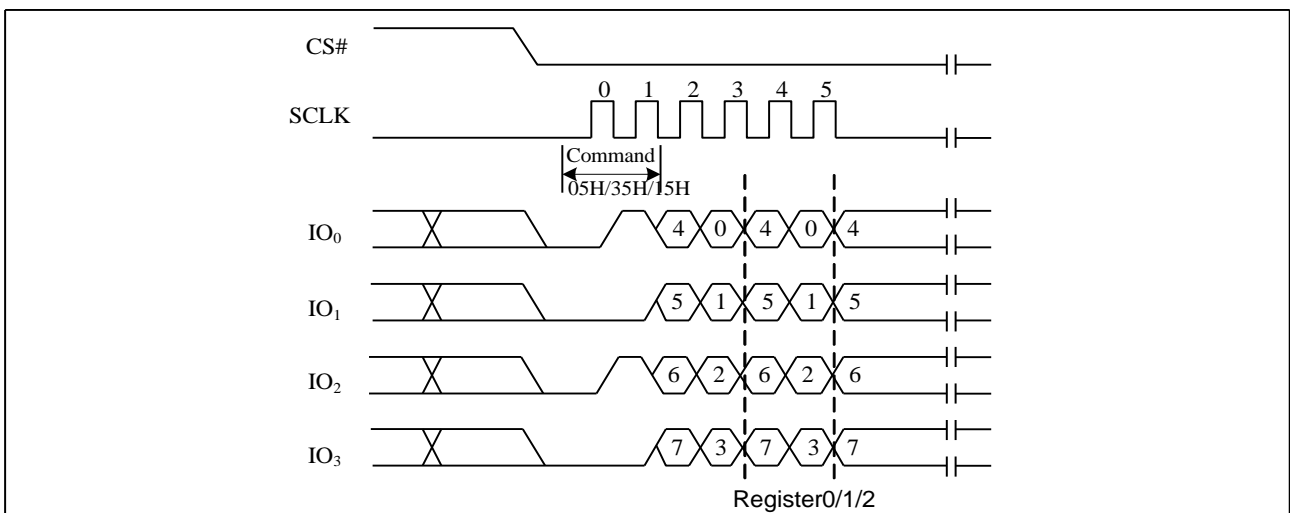 CS#
0 1 2 3 4 5
SCLK
Command
05H/35H/15H
IO0 4 0 4 0 4
IO1 5 1 5 1 5
IO2 6 2 6 2 6
IO3 7 3 7 3 7
Register0/1/2